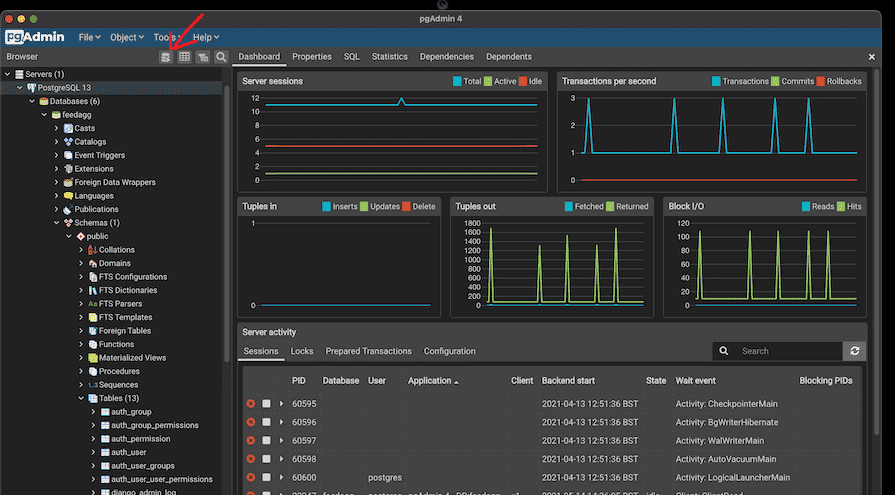 pgAdmin 4
pgAdmin File Object Tools Help
Browser
Dashboard Properties SQL Statistics Dependencies Dependents
Servers (1)
PostgreSQL 13
Databases (6)
feedagg
Casts
Catalogs
Event Triggers
Extensions
Foreign Data Wrappers
Languages
Publications
Schemas (1)
public
Collations
Domains
FTS Configurations
FTS Dictionaries
FTS Parsers
FTS Templates
Foreign Tables
Functions
Materialized Views
Procedures
1..3 Sequences
Tables (13)
auth_group
auth_group_permissions
auth_permission
auth_user
auth_user_groups
auth_user_user_permissions
django_admin_log
Server sessions
Total Active Idle
12
10
8
6
4
2
0
Transactions per second
Transactions Commits Rollbacks
3
2
1
0
Tuples in
Inserts Updates Delete
1
0
Tuples out
Fetched Returned
1800
1600
1400
1200
1000
800
600
400
200
0
Block I/O
Reads Hits
120
100
80
60
40
20
0
Server activity
Sessions Locks Prepared Transactions Configuration
Search
PID Database User Application Client Backend start State Wait event Blocking PIDs
60595 2021-04-13 12:51:36 BST Activity: CheckpointerMain
60596 2021-04-13 12:51:36 BST Activity: BgWriterHibernate
60597 2021-04-13 12:51:36 BST Activity: WalWriterMain
60598 2021-04-13 12:51:36 BST Activity: AutoVacuumMain
60600 postgres 2021-04-13 12:51:36 BST Activity: LogicalLauncherMain